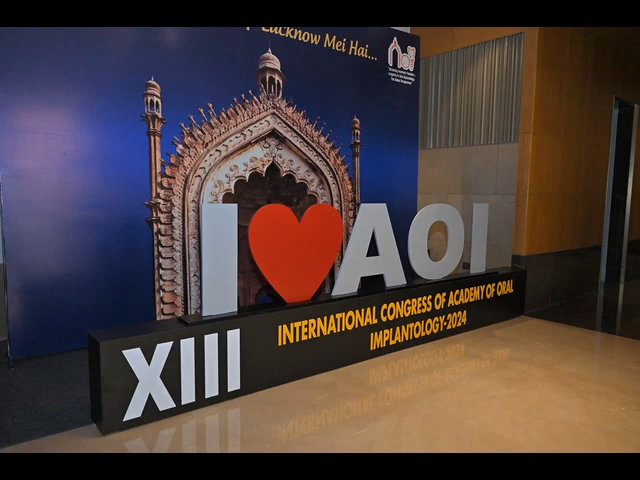 Lucknow Mei Hai...
I ❤ AOI
XIII
INTERNATIONAL CONGRESS OF ACADEMY OF ORAL
IMPLANTOLOGY-2024